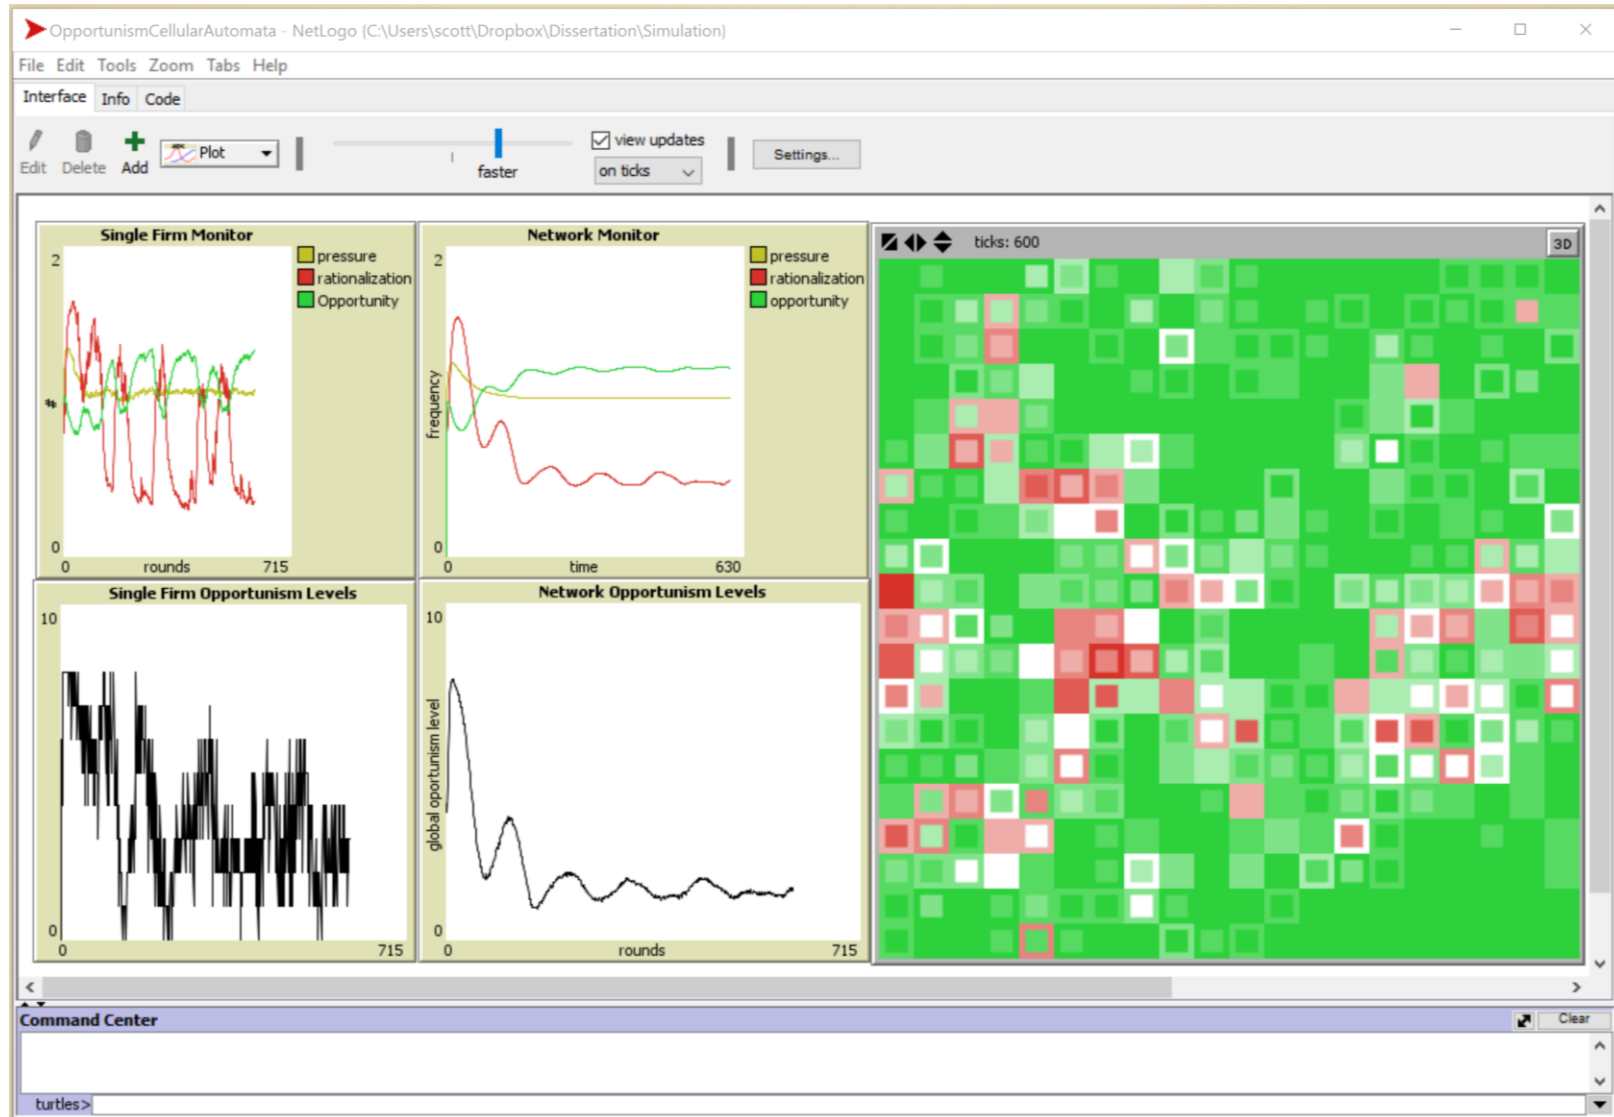 OpportunismCellularAutomata - NetLogo {C:\Users\scott\Dropbox\Dissertation\Simulation}
File Edit Tools Zoom Tabs Help
Interface Info Code
Edit Delete Add Plot faster view updates on ticks Settings...
Single Firm Monitor
2
#
0
0 rounds 715
pressure
rationalization
Opportunity
Network Monitor
2
frequency
0
0 time 630
pressure
rationalization
opportunity
ticks: 600 3D
Single Firm Opportunism Levels
10
0
0 715
Network Opportunism Levels
10
global oportunism level
0
0 rounds 715
Command Center Clear
turtles>